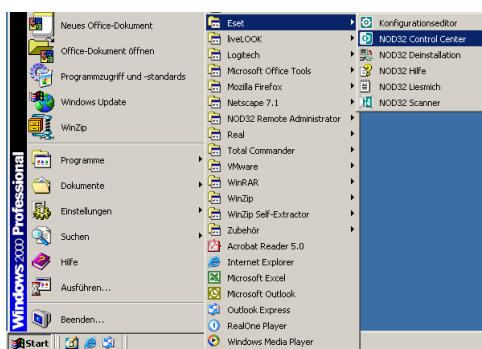 Neues Office-Dokument
Office-Dokument öffnen
Programmzugriff und -standards
Windows Update
WinZip
Programme
Dokumente
Einstellungen
Suchen
Hilfe
Ausführen...
Beenden...
Windows 2000 Professional
Start
Eset
liveLOOK
Logitech
Microsoft Office Tools
Mozilla Firefox
Netscape 7.1
NOD32 Remote Administrator
Real
Total Commander
VMware
WinRAR
WinZip
WinZip Self-Extractor
Zubehör
Acrobat Reader 5.0
Internet Explorer
Microsoft Excel
Microsoft Outlook
Outlook Express
RealOne Player
Windows Media Player
Konfigurationseditor
NOD32 Control Center
NOD32 Deinstallation
NOD32 Hilfe
NOD32 Liesmich
NOD32 Scanner